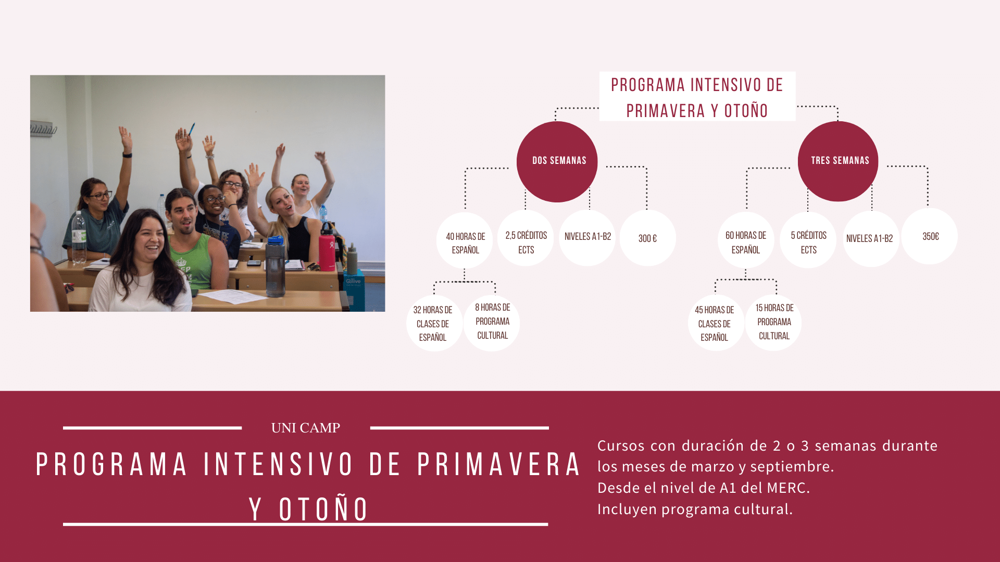 PROGRAMA INTENSIVO DE
PRIMAVERA Y OTOÑO
DOS SEMANAS
TRES SEMANAS
40 HORAS DE
ESPAÑOL
2,5 CRÉDITOS
ECTS
NIVELES A1-B2
300 €
60 HORAS DE
ESPAÑOL
5 CRÉDITOS
ECTS
NIVELES A1-B2
350€
32 HORAS DE
CLASES DE
ESPAÑOL
8 HORAS DE
PROGRAMA
CULTURAL
45 HORAS DE
CLASES DE
ESPAÑOL
15 HORAS DE
PROGRAMA
CULTURAL
UNI CAMP
PROGRAMA INTENSIVO DE PRIMAVERA
Y OTOÑO
Cursos con duración de 2 o 3 semanas durante
los meses de marzo y septiembre.
Desde el nivel de A1 del MERC.
Incluyen programa cultural.